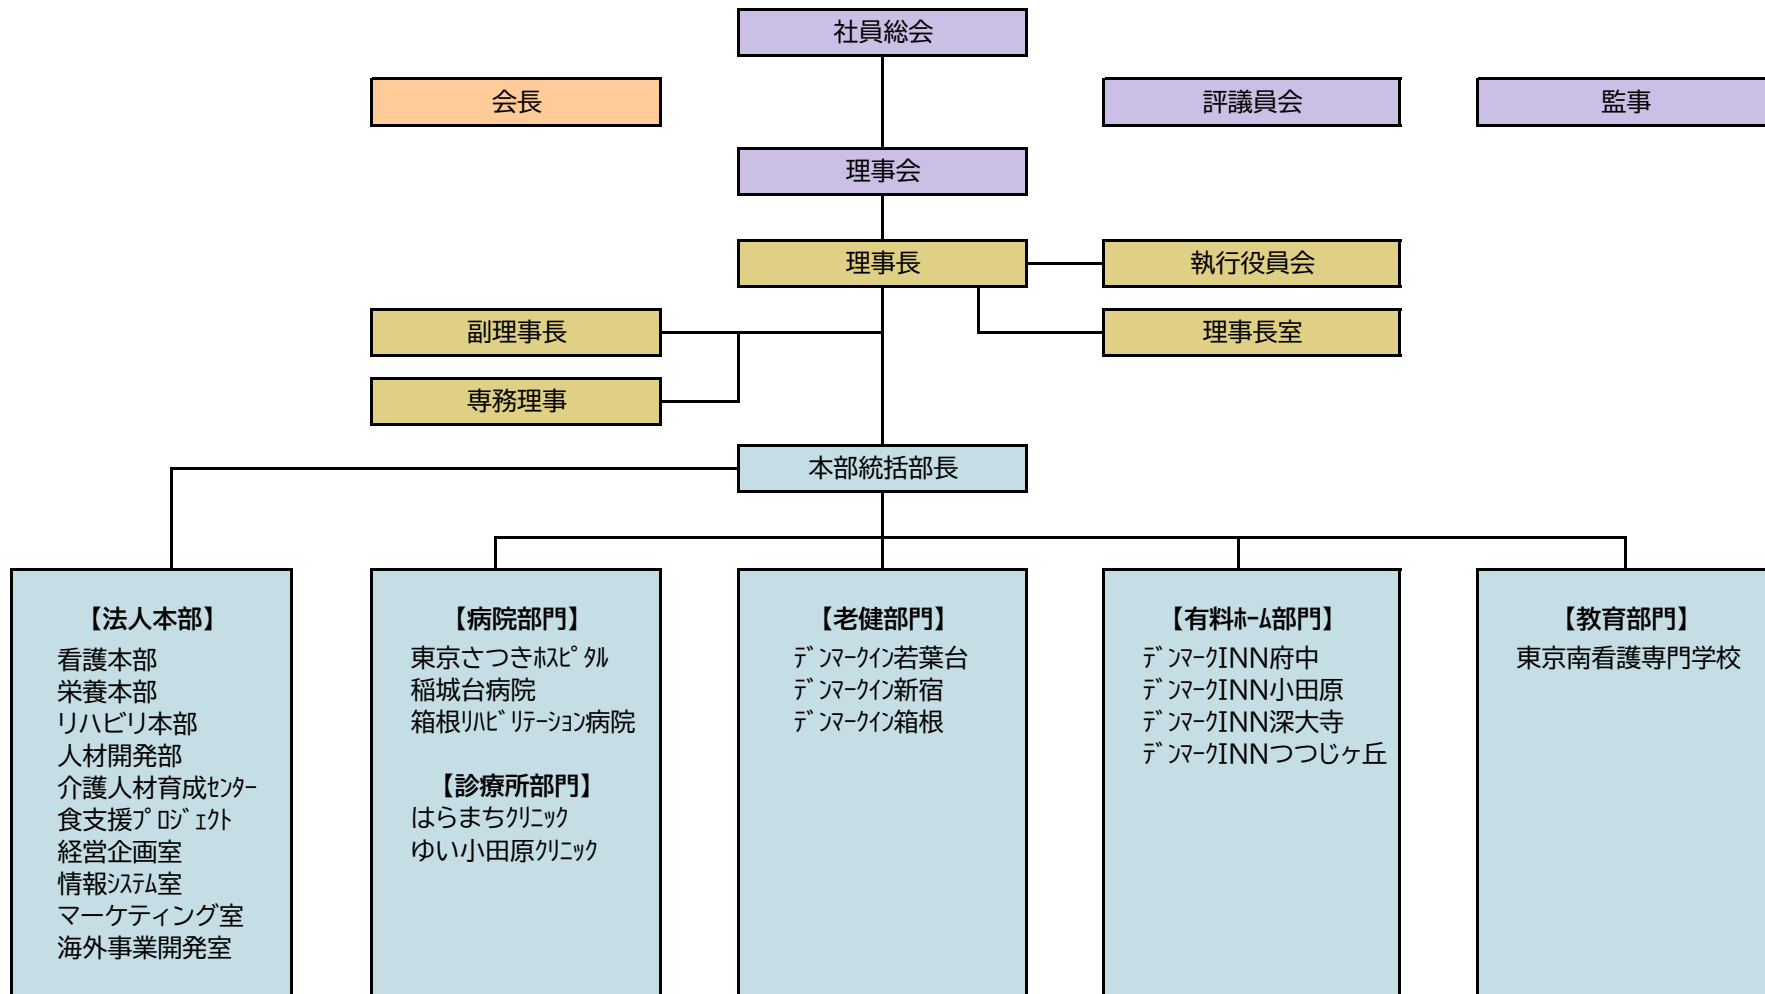 社員総会
会長
評議員会
監事
理事会
理事長
執行役員会
副理事長
理事長室
専務理事
本部統括部長
【法人本部】
看護本部
栄養本部
リハビリ本部
人材開発部
介護人材育成ｾﾝﾀｰ
食支援ﾌﾟﾛｼﾞｪｸﾄ
経営企画室
情報ｼｽﾃﾑ室
マーケティング室
海外事業開発室
【病院部門】
東京さつきﾎｽﾋﾟﾀﾙ
稲城台病院
箱根ﾘﾊﾋﾞﾘﾃｰｼｮﾝ病院
【診療所部門】
はらまちｸﾘﾆｯｸ
ゆい小田原ｸﾘﾆｯｸ
【老健部門】
ﾃﾞﾝﾏｰｸｲﾝ若葉台
ﾃﾞﾝﾏｰｸｲﾝ新宿
ﾃﾞﾝﾏｰｸｲﾝ箱根
【有料ﾎｰﾑ部門】
ﾃﾞﾝﾏｰｸINN府中
ﾃﾞﾝﾏｰｸINN小田原
ﾃﾞﾝﾏｰｸINN深大寺
ﾃﾞﾝﾏｰｸINNつつじヶ丘
【教育部門】
東京南看護専門学校